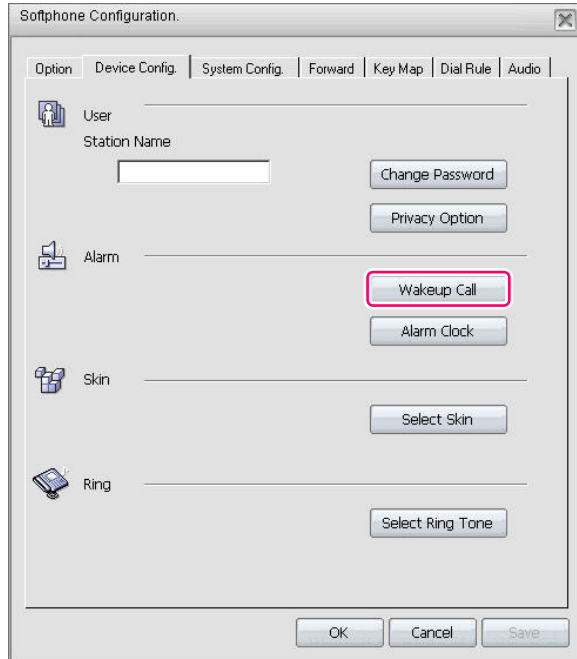 Softphone Configuration.
Option Device Config. System Config. Forward Key Map Dial Rule Audio
User
Station Name
Change Password
Privacy Option
Alarm
Wakeup Call
Alarm Clock
Skin
Select Skin
Ring
Select Ring Tone
OK Cancel Save